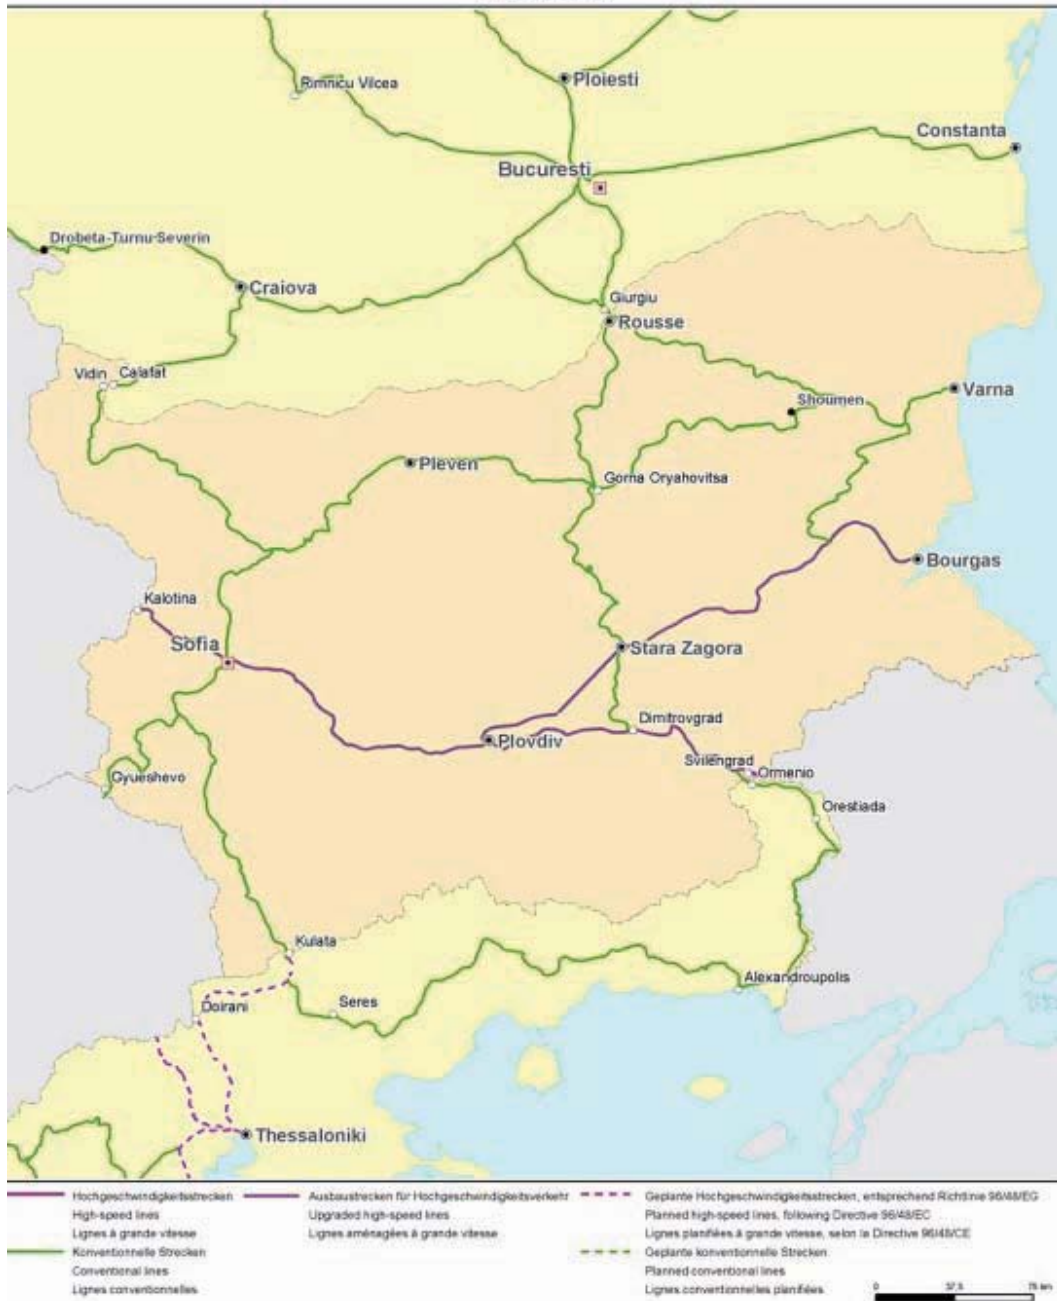 Rimnicu Vilcea
Ploiesti
Constanta
Bucuresti
Drobeta-Turnu-Severin
Craiova
Giurgiu
Rousse
Vidin
Calafat
Varna
Shoumen
Pleven
Gorna Oryahovitsa
Bourgas
Kalotina
Sofia
Stara Zagora
Dimitrovgrad
Plovdiv
Svilengrad
Ormenio
Gyueshevo
Orestiada
Kulata
Alexandroupolis
Seres
Doirani
Thessaloniki
Hochgeschwindigkeitsstrecken
High-speed lines
Lignes à grande vitesse
Konventionelle Strecken
Conventional lines
Lignes conventionnelles
Ausbaustrecken für Hochgeschwindigkeitsverkehr
Upgraded high-speed lines
Lignes aménagées à grande vitesse
Geplante Hochgeschwindigkeitsstrecken, entsprechend Richtlinie 96/48/EG
Planned high-speed lines, following Directive 96/48/EC
Lignes planifiées à grande vitesse, selon la Directive 96/48/CE
Geplante konventionelle Strecken
Planned conventional lines
Lignes conventionnelles planifiées
0 37,5 75 km